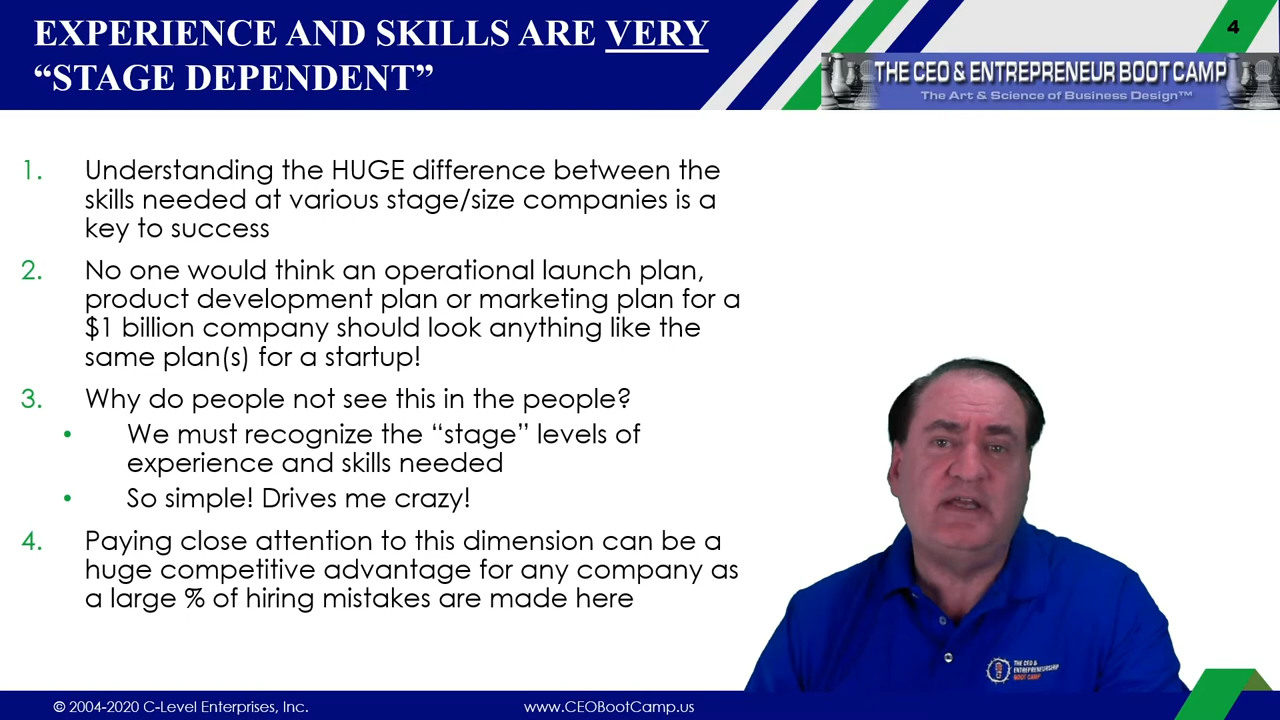 EXPERIENCE AND SKILLS ARE VERY
“STAGE DEPENDENT”
4
THE CEO & ENTREPRENEUR BOOT CAMP
The Art & Science of Business Design™
1. Understanding the HUGE difference between the
skills needed at various stage/size companies is a
key to success
2. No one would think an operational launch plan,
product development plan or marketing plan for a
$1 billion company should look anything like the
same plan(s) for a startup!
3. Why do people not see this in the people?
• We must recognize the “stage” levels of
experience and skills needed
• So simple! Drives me crazy!
4. Paying close attention to this dimension can be a
huge competitive advantage for any company as
a large % of hiring mistakes are made here
THE CEO &
ENTREPRENEURSHIP
BOOT CAMP
© 2004-2020 C-Level Enterprises, Inc.
www.CEOBootCamp.us